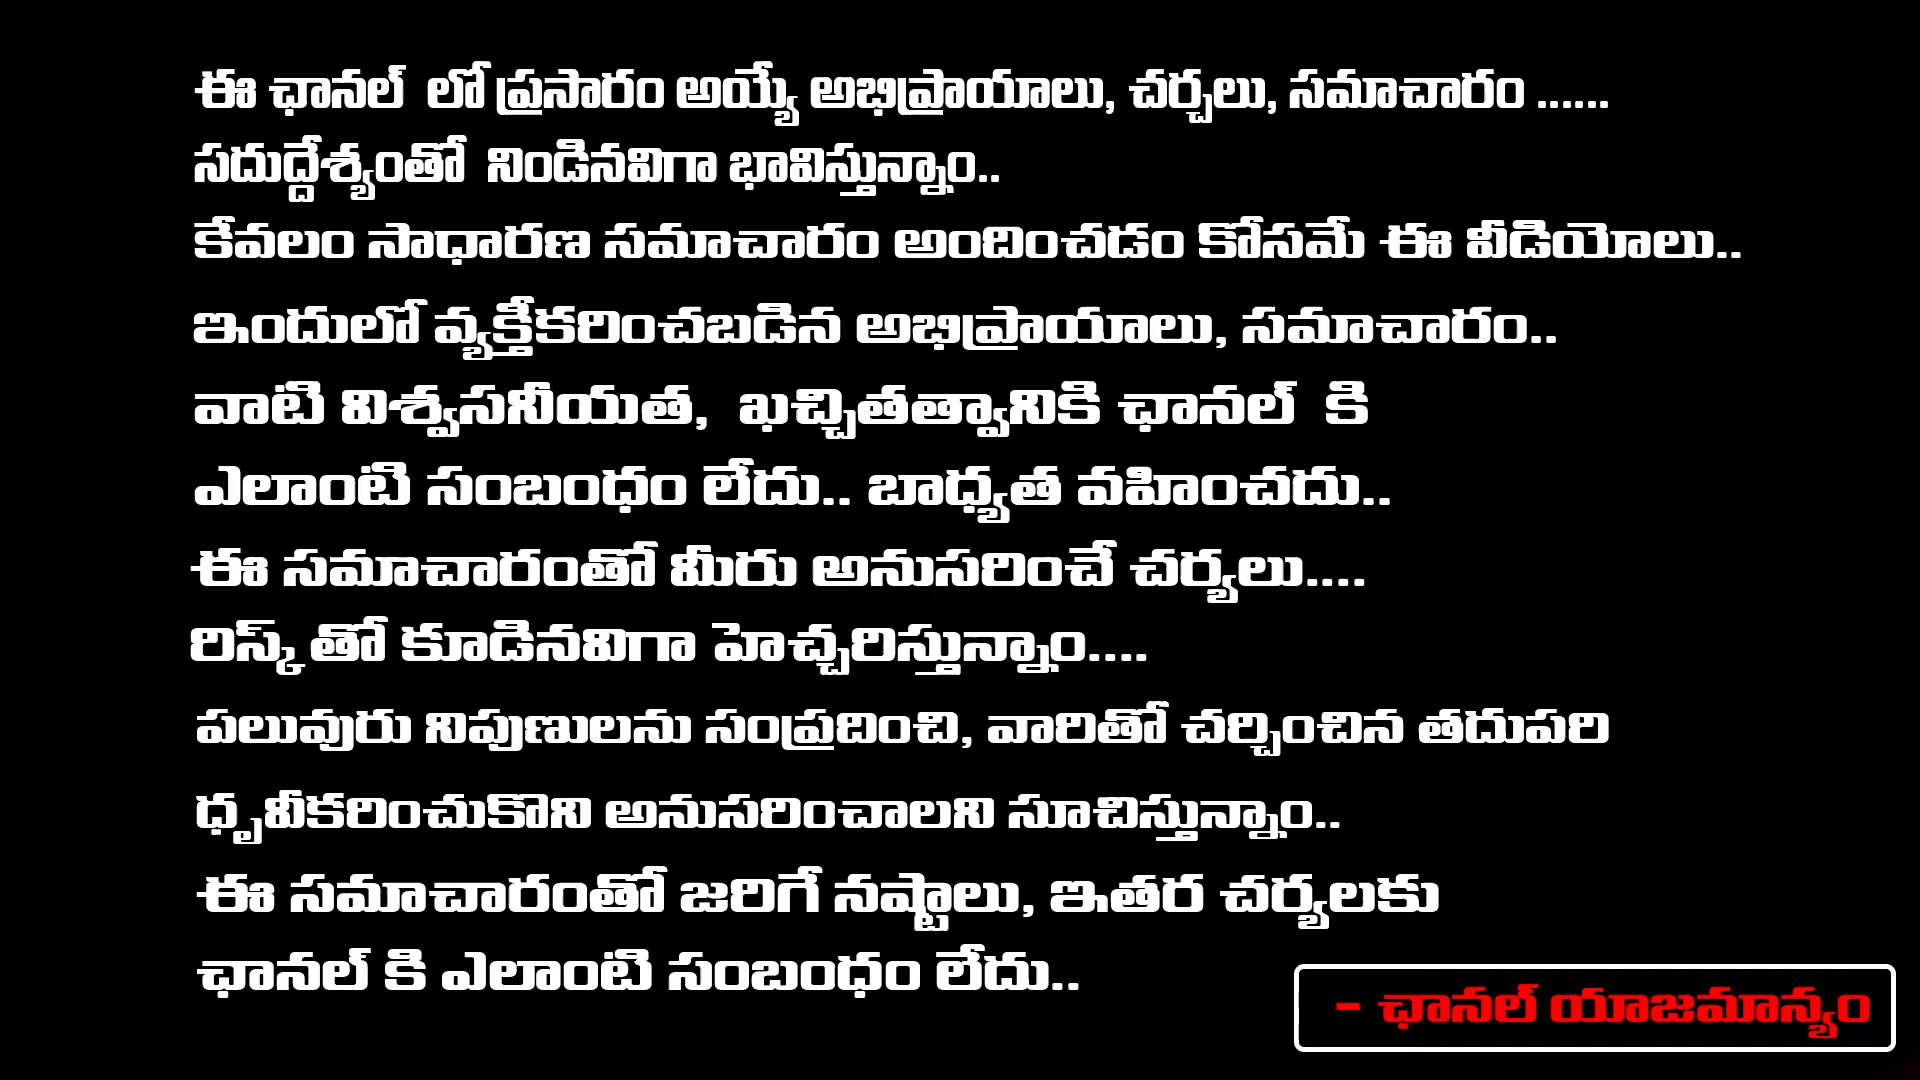 ఈ ఛానల్ లో ప్రసారం అయ్యే అభిప్రాయాలు, చర్చలు, సమాచారం ......
సదుద్దేశ్యంతో నిండినవిగా భావిస్తున్నాం..
కేవలం సాధారణ సమాచారం అందించడం కోసమే ఈ వీడియోలు..
ఇందులో వ్యక్తీకరించబడిన అభిప్రాయాలు, సమాచారం..
వాటి విశ్వసనీయత, ఖచ్చితత్వానికి ఛానల్ కి
ఎలాంటి సంబంధం లేదు.. బాధ్యత వహించదు..
ఈ సమాచారంతో మీరు అనుసరించే చర్యలు....
రిస్క్ తో కూడినవిగా హెచ్చరిస్తున్నాం....
పలువురు నిపుణులను సంప్రదించి, వారితో చర్చించిన తదుపరి
ధృవీకరించుకొని అనుసరించాలని సూచిస్తున్నాం..
ఈ సమాచారంతో జరిగే నష్టాలు, ఇతర చర్యలకు
ఛానల్ కి ఎలాంటి సంబంధం లేదు..
- ఛానల్ యాజమాన్యం